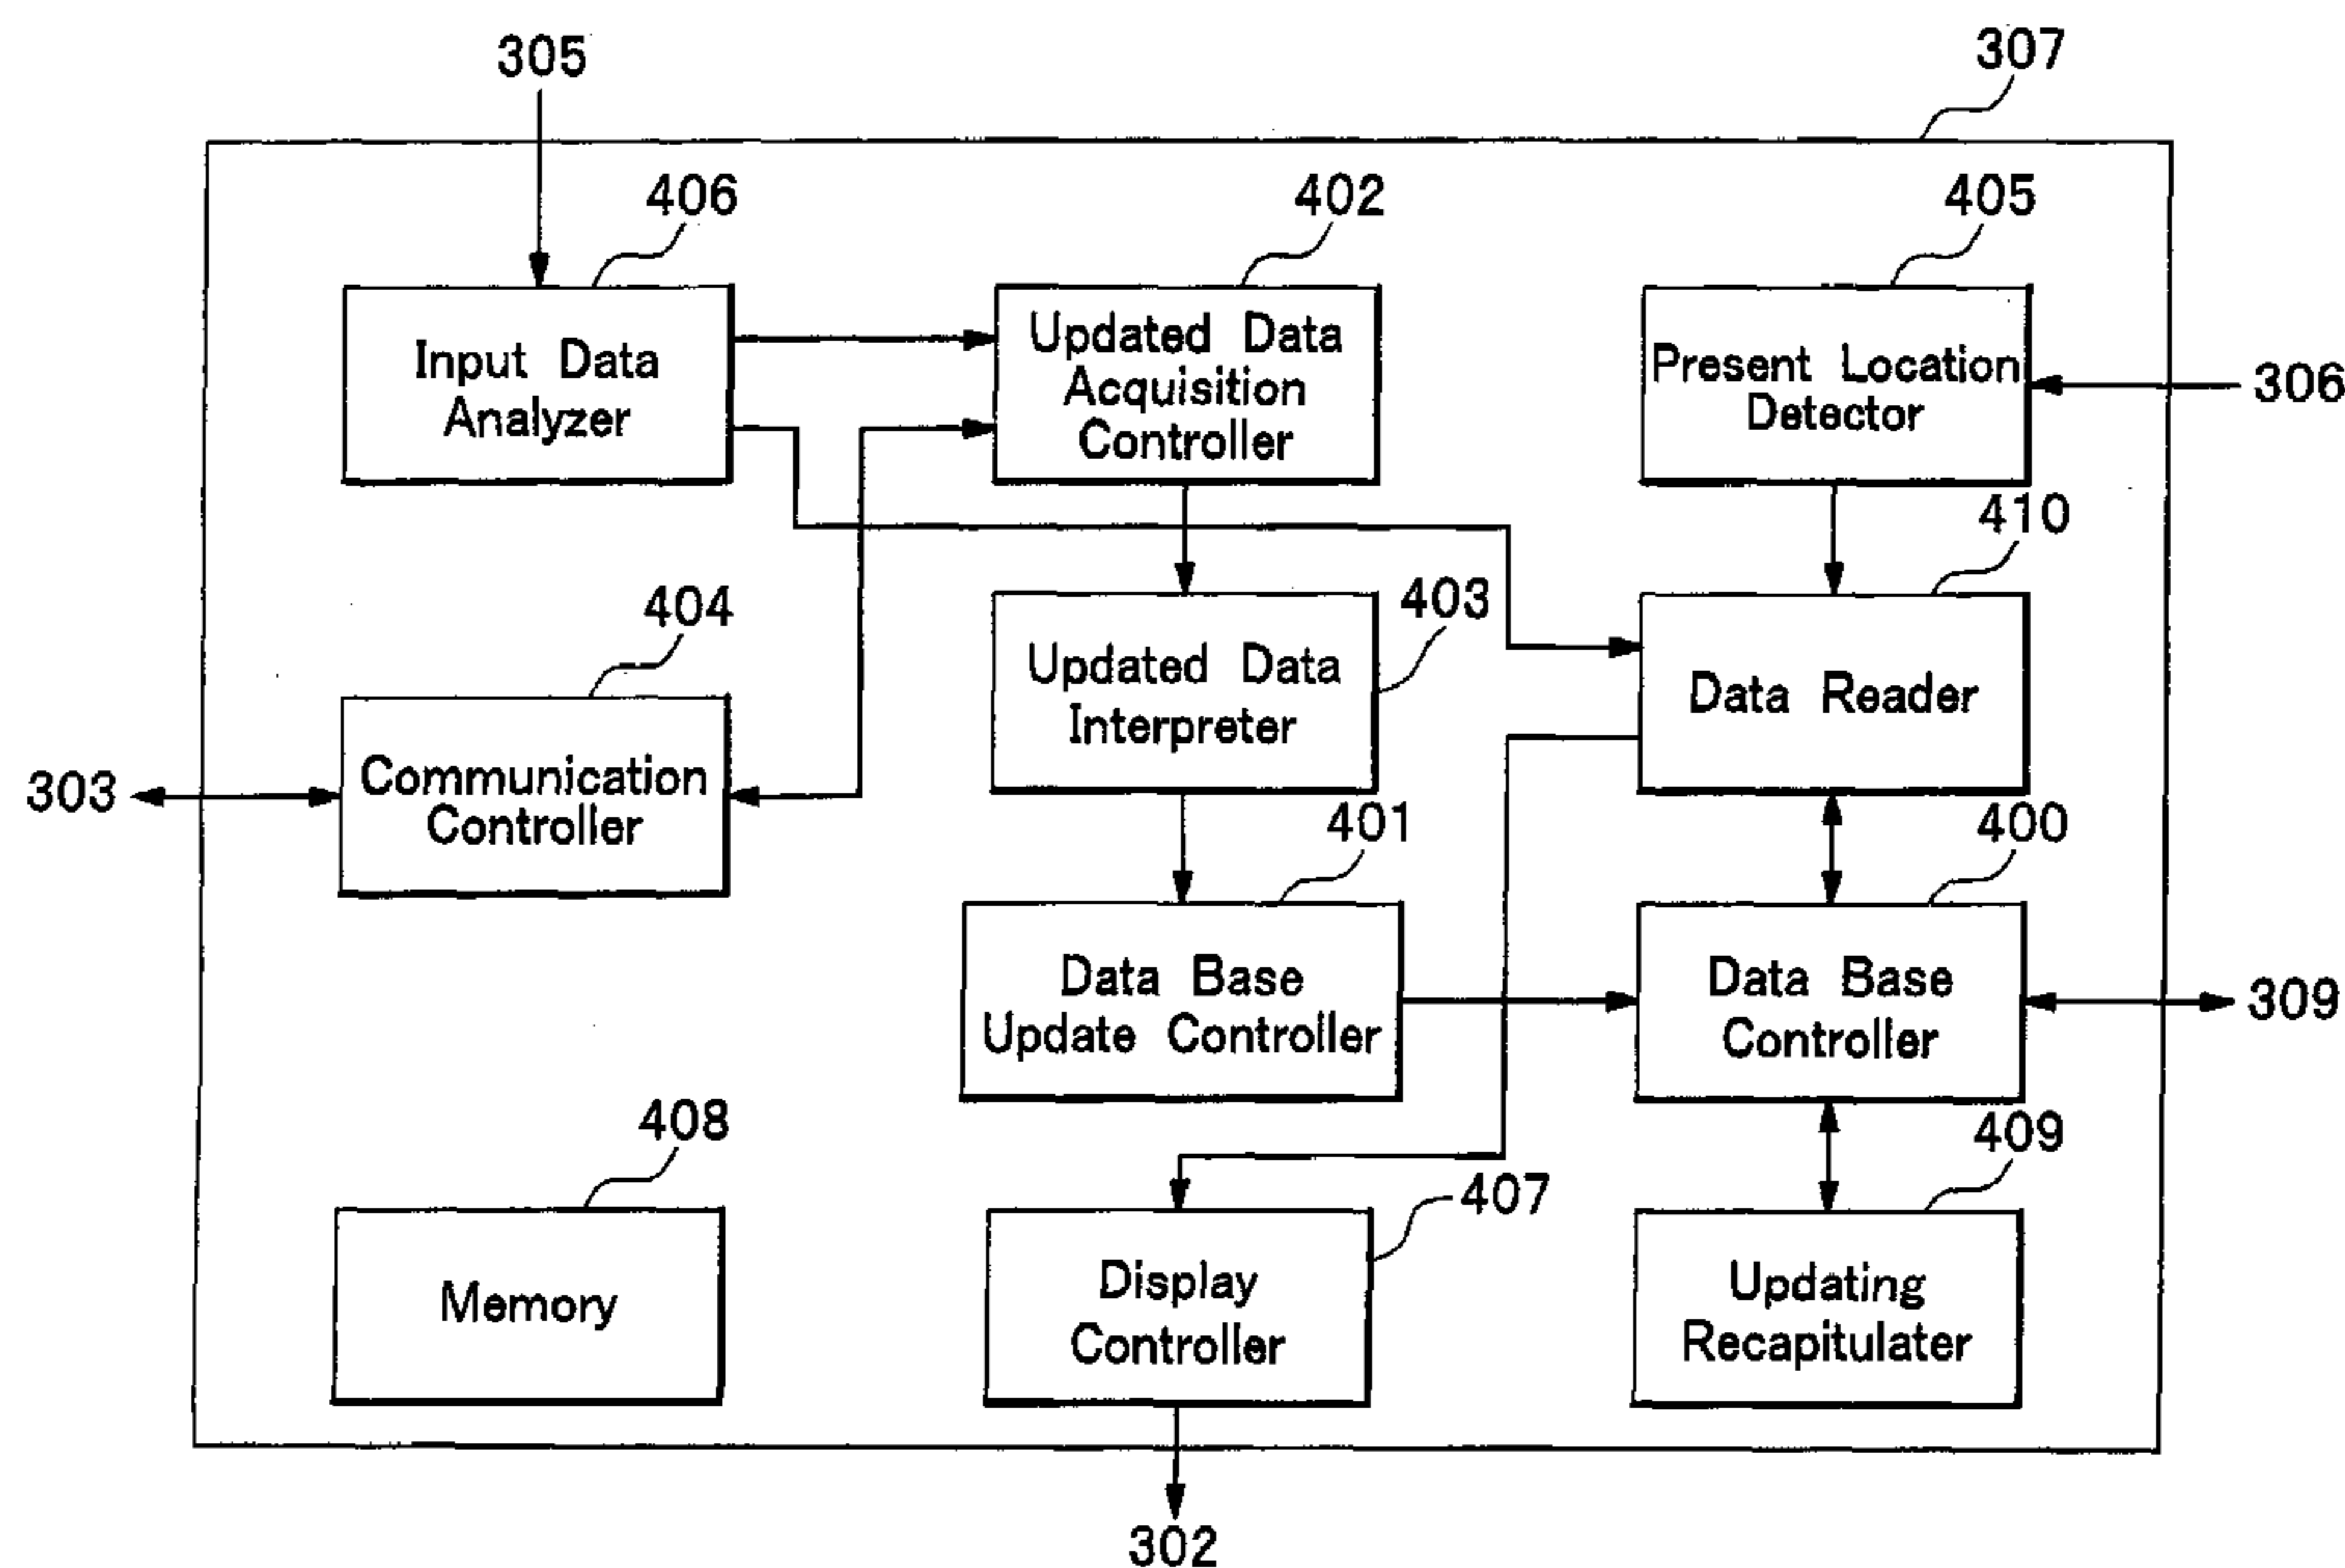 305
307
406
402
405
Input Data
Analyzer
Updated Data
Acquisition
Controller
Present Location
Detector
306
410
404
403
Updated Data
Interpreter
Data Reader
303
Communication
Controller
401
400
Data Base
Update Controller
Data Base
Controller
309
408
409
407
Memory
Display
Controller
Updating
Recapitulater
302